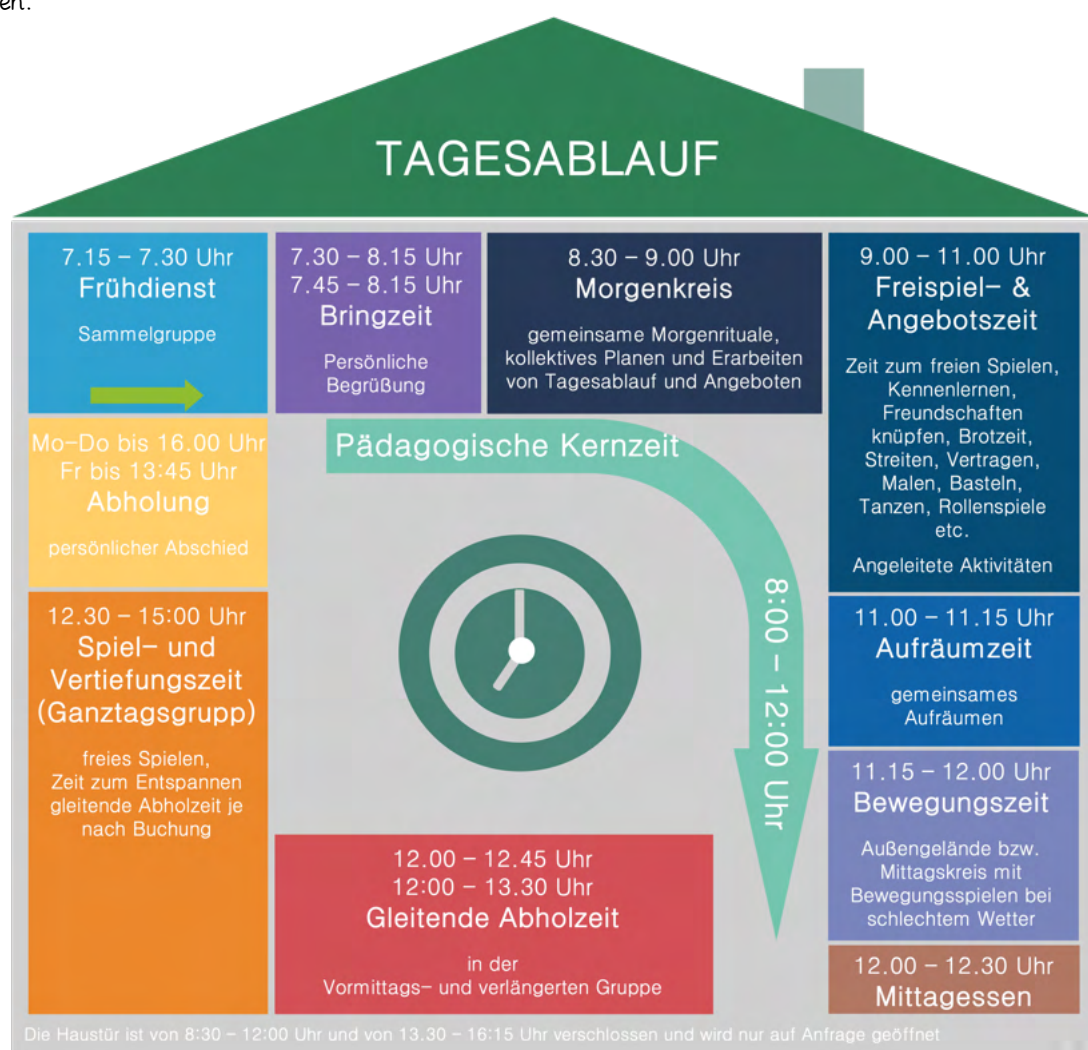 en.
TAGESABLAUF
7.15 – 7.30 Uhr
Frühdienst
Sammelgruppe
7.30 – 8.15 Uhr
7.45 – 8.15 Uhr
Bringzeit
Persönliche
Begrüßung
8.30 – 9.00 Uhr
Morgenkreis
gemeinsame Morgenrituale,
kollektives Planen und Erarbeiten
von Tagesablauf und Angeboten
9.00 – 11.00 Uhr
Freispiel– &
Angebotszeit
Zeit zum freien Spielen,
Kennenlernen,
Freundschaften
knüpfen, Brotzeit,
Streiten, Vertragen,
Malen, Basteln,
Tanzen, Rollenspiele
etc.
Angeleitete Aktivitäten
Pädagogische Kernzeit
8:00 – 12:00 Uhr
11.00 – 11.15 Uhr
Aufräumzeit
gemeinsames
Aufräumen
11.15 – 12.00 Uhr
Bewegungszeit
Außengelände bzw.
Mittagskreis mit
Bewegungsspielen bei
schlechtem Wetter
12.00 – 12.30 Uhr
Mittagessen
12.00 – 12.45 Uhr
12:00 – 13.30 Uhr
Gleitende Abholzeit
in der
Vormittags– und verlängerten Gruppe
12.30 – 15:00 Uhr
Spiel– und
Vertiefungszeit
(Ganztagsgrupp)
freies Spielen,
Zeit zum Entspannen
gleitende Abholzeit je
nach Buchung
Mo–Do bis 16.00 Uhr
Fr bis 13:45 Uhr
Abholung
persönlicher Abschied
Die Haustür ist von 8:30 – 12:00 Uhr und von 13.30 – 16:15 Uhr verschlossen und wird nur auf Anfrage geöffnet